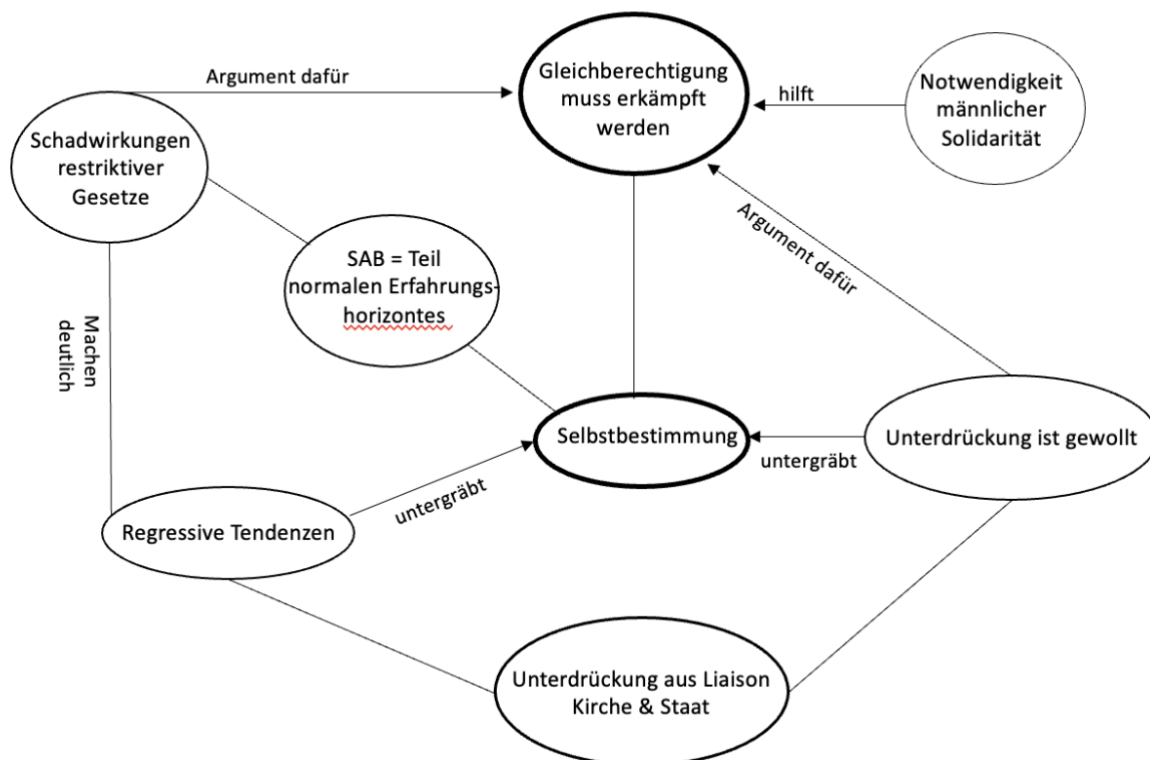 Argument dafür
Gleichberechtigung
muss erkämpft
werden
hilft
Notwendigkeit
männlicher
Solidarität
Schadwirkungen
restriktiver
Gesetze
Argument dafür
SAB = Teil
normalen Erfahrungs-
horizontes
Machen
deutlich
Selbstbestimmung
untergräbt
Unterdrückung ist gewollt
untergräbt
Regressive Tendenzen
Unterdrückung aus Liaison
Kirche & Staat